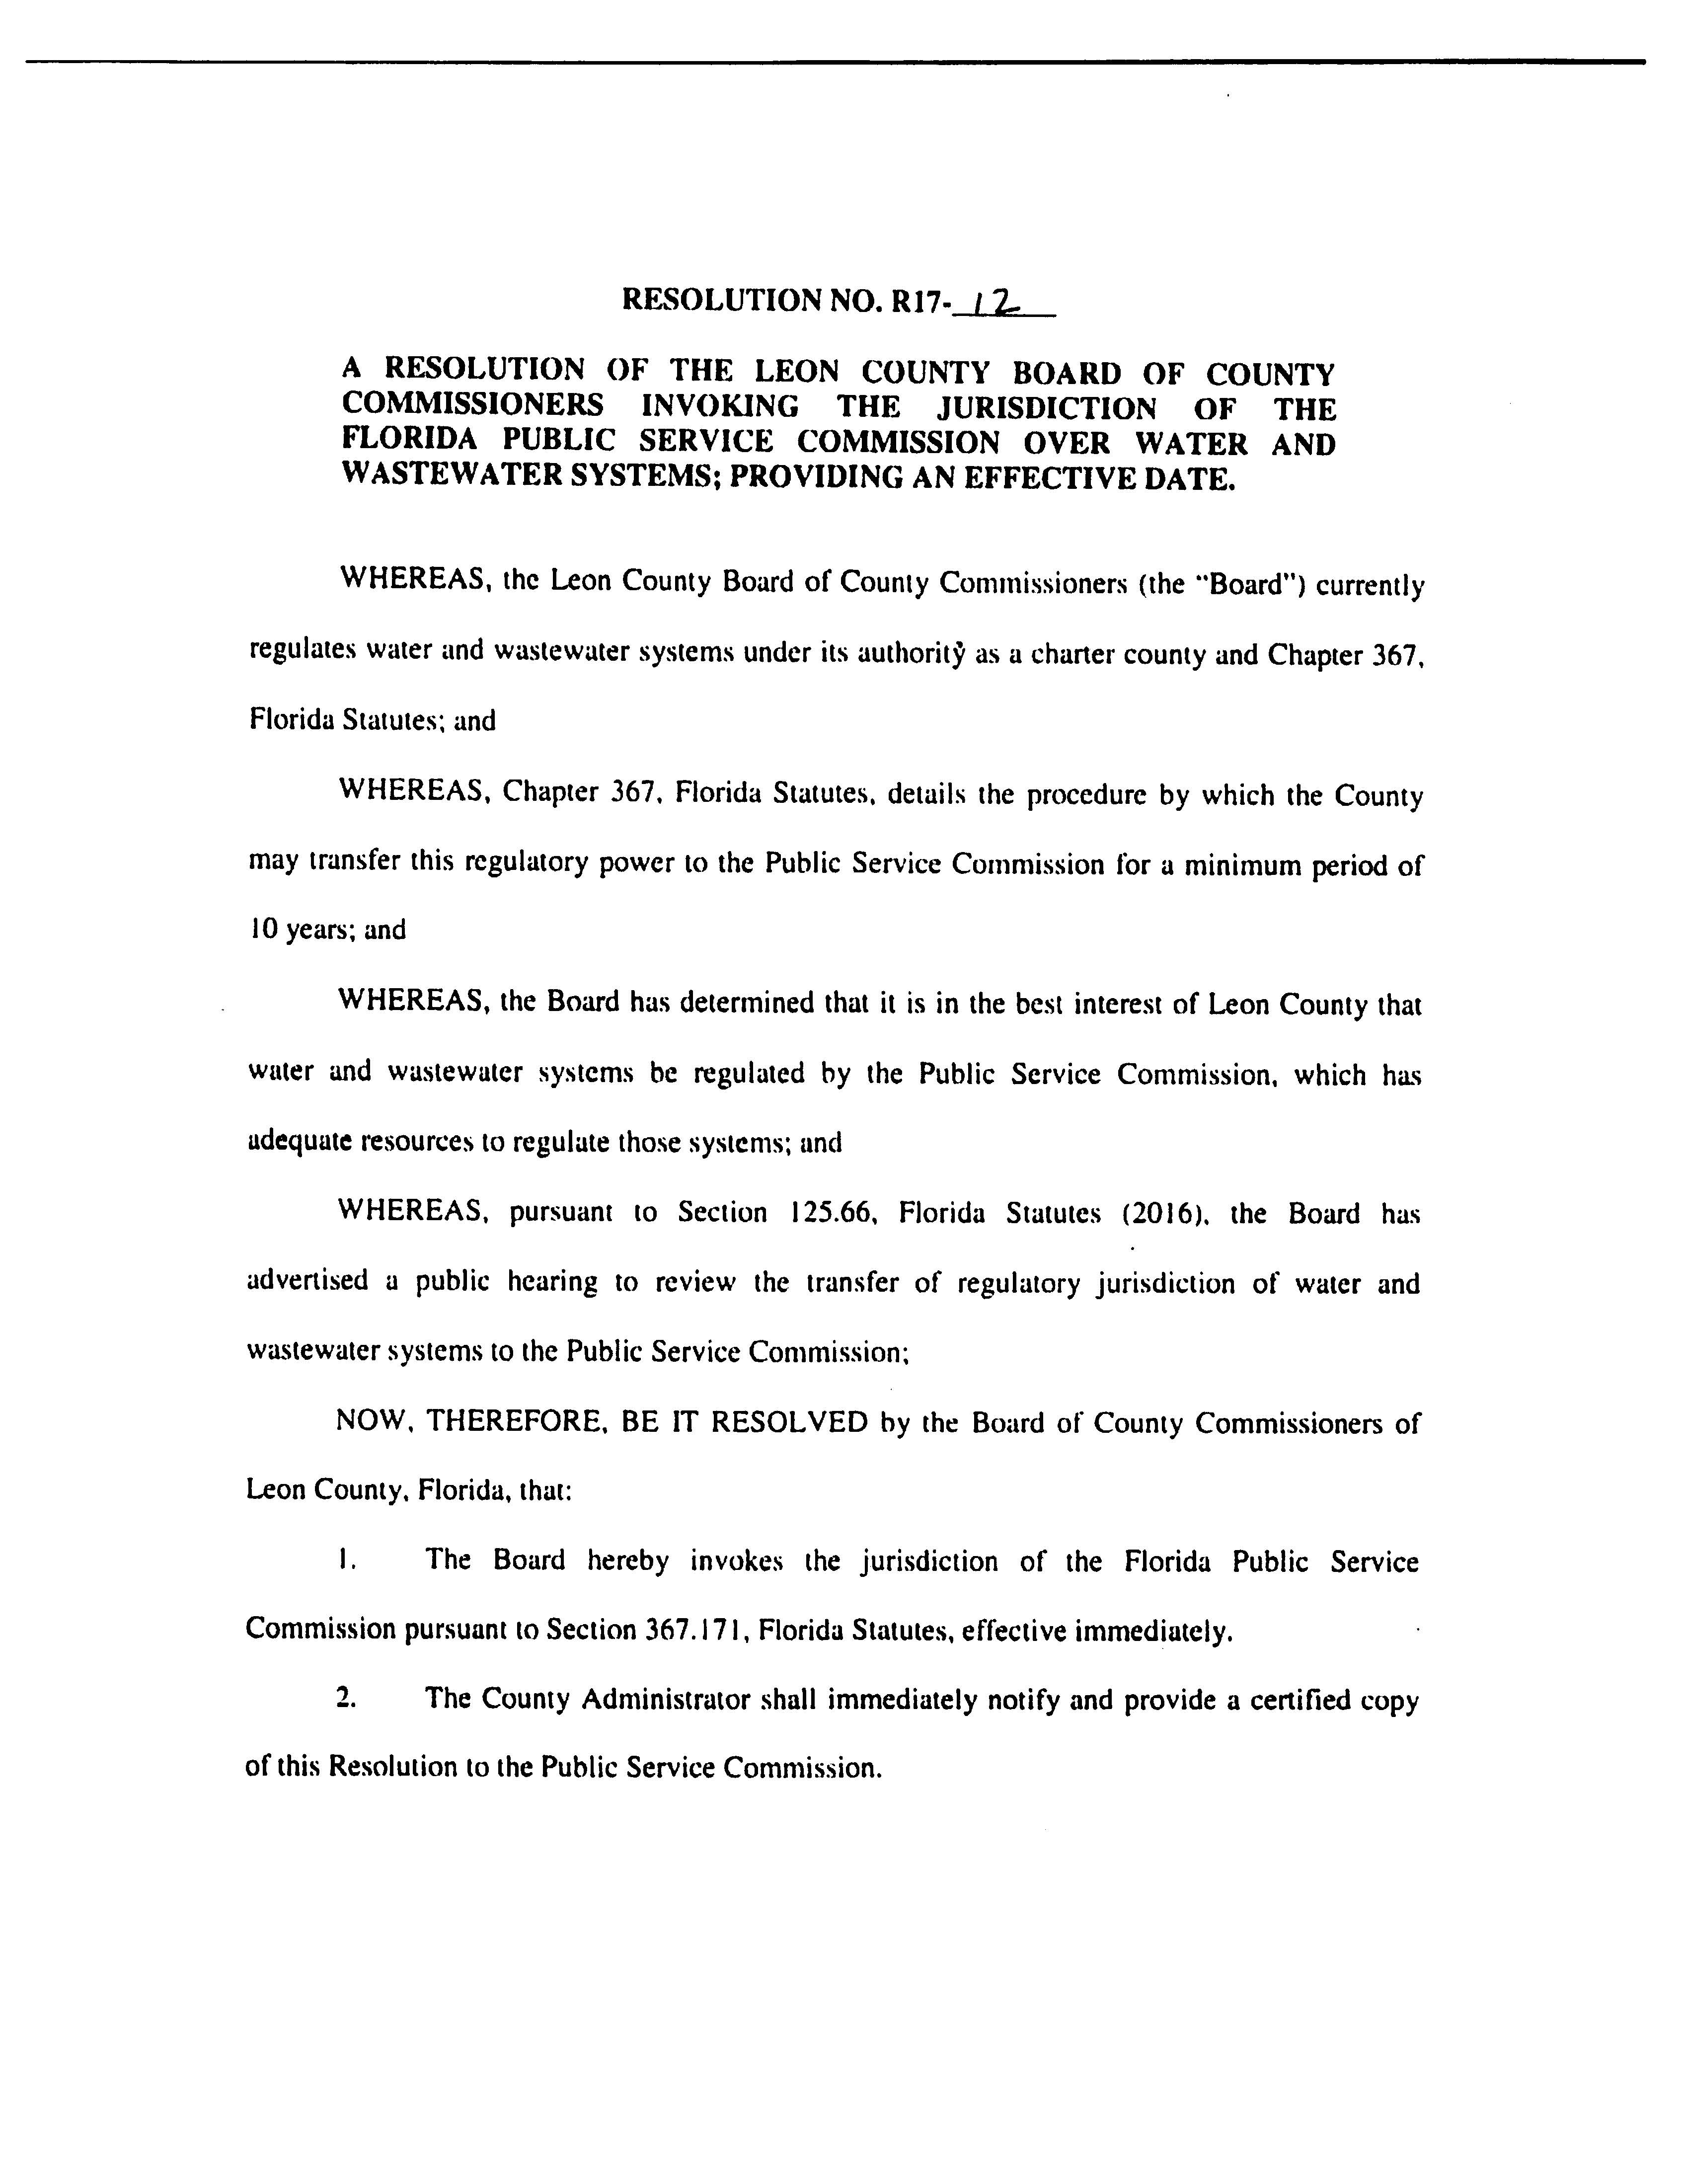 RESOLUTION NO. R17- 12
A RESOLUTION OF THE LEON COUNTY BOARD OF COUNTY
COMMISSIONERS INVOKING THE JURISDICTION OF THE
FLORIDA PUBLIC SERVICE COMMISSION OVER WATER AND
WASTEWATER SYSTEMS; PROVIDING AN EFFECTIVE DATE.
WHEREAS, the Leon County Board of County Commissioners (the "Board") currently
regulates water and wastewater systems under its authority as a charter county and Chapter 367,
Florida Statutes; and
WHEREAS, Chapter 367, Florida Statutes, details the procedure by which the County
may transfer this regulatory power to the Public Service Commission for a minimum period of
10 years; and
WHEREAS, the Board has determined that it is in the best interest of Leon County that
water and wastewater systems be regulated by the Public Service Commission, which has
adequate resources to regulate those systems; and
WHEREAS, pursuant to Section 125.66, Florida Statutes (2016), the Board has
advertised a public hearing to review the transfer of regulatory jurisdiction of water and
wastewater systems to the Public Service Commission;
NOW, THEREFORE, BE IT RESOLVED by the Board of County Commissioners of
Leon County, Florida, that:
1. The Board hereby invokes the jurisdiction of the Florida Public Service
Commission pursuant to Section 367.171, Florida Statutes, effective immediately.
2. The County Administrator shall immediately notify and provide a certified copy
of this Resolution to the Public Service Commission.